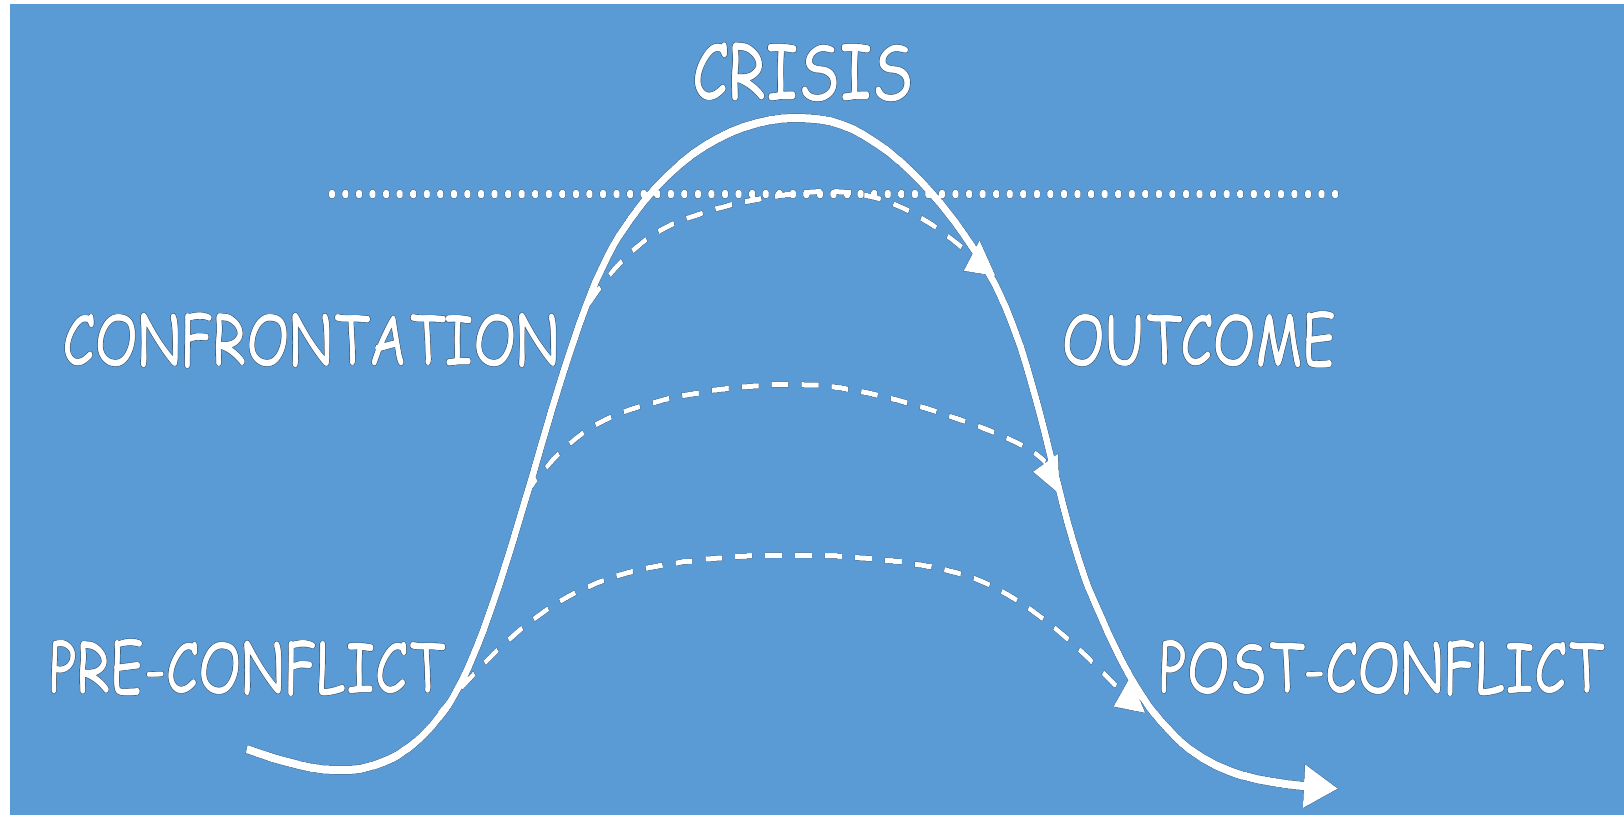 CRISIS
CONFRONTATION
OUTCOME
PRE-CONFLICT
POST-CONFLICT